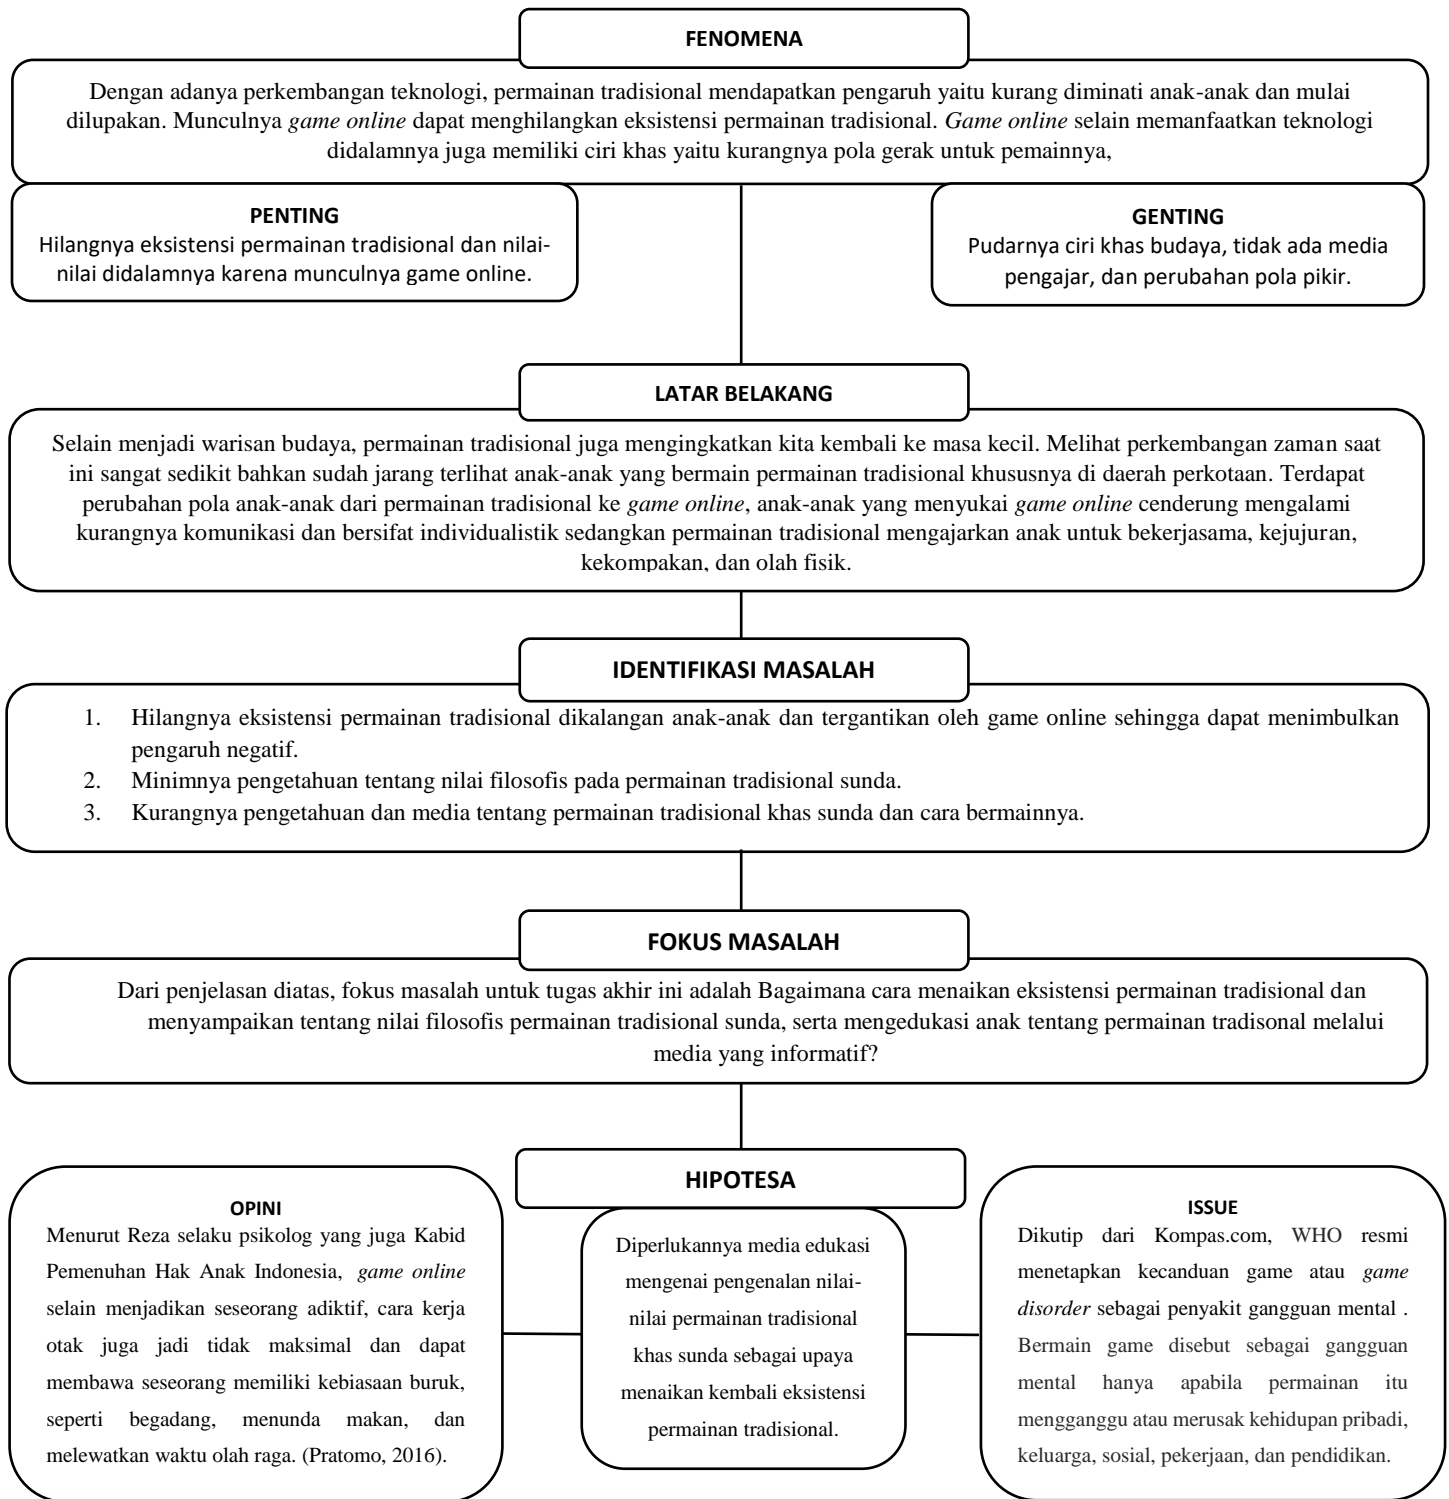 FENOMENA
Dengan adanya perkembangan teknologi, permainan tradisional mendapatkan pengaruh yaitu kurang diminati anak-anak dan mulai
dilupakan. Munculnya game online dapat menghilangkan eksistensi permainan tradisional. Game online selain memanfaatkan teknologi
didalamnya juga memiliki ciri khas yaitu kurangnya pola gerak untuk pemainnya,
PENTING
Hilangnya eksistensi permainan tradisional dan nilai-
nilai didalamnya karena munculnya game online.
GENTING
Pudarnya ciri khas budaya, tidak ada media
pengajar, dan perubahan pola pikir.
LATAR BELAKANG
Selain menjadi warisan budaya, permainan tradisional juga mengingkatkan kita kembali ke masa kecil. Melihat perkembangan zaman saat
ini sangat sedikit bahkan sudah jarang terlihat anak-anak yang bermain permainan tradisional khususnya di daerah perkotaan. Terdapat
perubahan pola anak-anak dari permainan tradisional ke game online, anak-anak yang menyukai game online cenderung mengalami
kurangnya komunikasi dan bersifat individualistik sedangkan permainan tradisional mengajarkan anak untuk bekerjasama, kejujuran,
kekompakan, dan olah fisik.
IDENTIFIKASI MASALAH
1. Hilangnya eksistensi permainan tradisional dikalangan anak-anak dan tergantikan oleh game online sehingga dapat menimbulkan
pengaruh negatif.
2. Minimnya pengetahuan tentang nilai filosofis pada permainan tradisional sunda.
3. Kurangnya pengetahuan dan media tentang permainan tradisional khas sunda dan cara bermainnya.
FOKUS MASALAH
Dari penjelasan diatas, fokus masalah untuk tugas akhir ini adalah Bagaimana cara menaikan eksistensi permainan tradisional dan
menyampaikan tentang nilai filosofis permainan tradisional sunda, serta mengedukasi anak tentang permainan tradisonal melalui
media yang informatif?
HIPOTESA
OPINI
Menurut Reza selaku psikolog yang juga Kabid
Pemenuhan Hak Anak Indonesia, game online
selain menjadikan seseorang adiktif, cara kerja
otak juga jadi tidak maksimal dan dapat
membawa seseorang memiliki kebiasaan buruk,
seperti begadang, menunda makan, dan
melewatkan waktu olah raga. (Pratomo, 2016).
Diperlukannya media edukasi
mengenai pengenalan nilai-
nilai permainan tradisional
khas sunda sebagai upaya
menaikan kembali eksistensi
permainan tradisional.
ISSUE
Dikutip dari Kompas.com, WHO resmi
menetapkan kecanduan game atau game
disorder sebagai penyakit gangguan mental .
Bermain game disebut sebagai gangguan
mental hanya apabila permainan itu
mengganggu atau merusak kehidupan pribadi,
keluarga, sosial, pekerjaan, dan pendidikan.